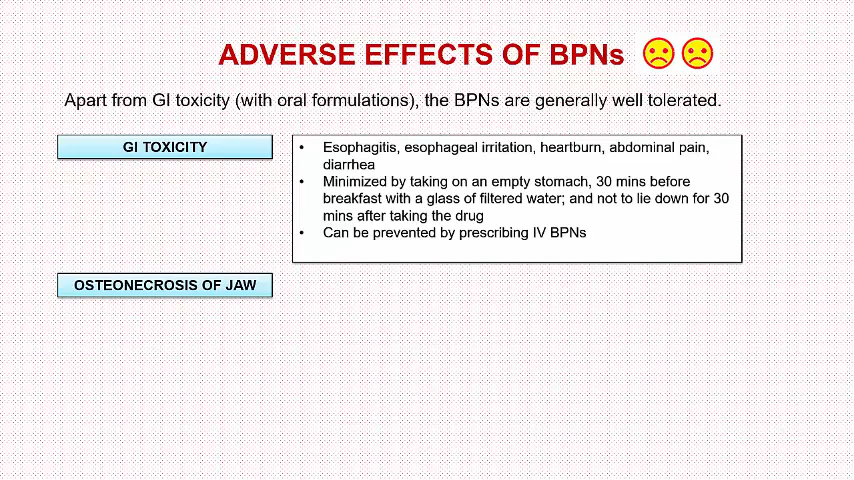 ADVERSE EFFECTS OF BPNs
Apart from GI toxicity (with oral formulations), the BPNs are generally well tolerated.
GI TOXICITY
• Esophagitis, esophageal irritation, heartburn, abdominal pain,
diarrhea
• Minimized by taking on an empty stomach, 30 mins before
breakfast with a glass of filtered water; and not to lie down for 30
mins after taking the drug
• Can be prevented by prescribing IV BPNs
OSTEONECROSIS OF JAW